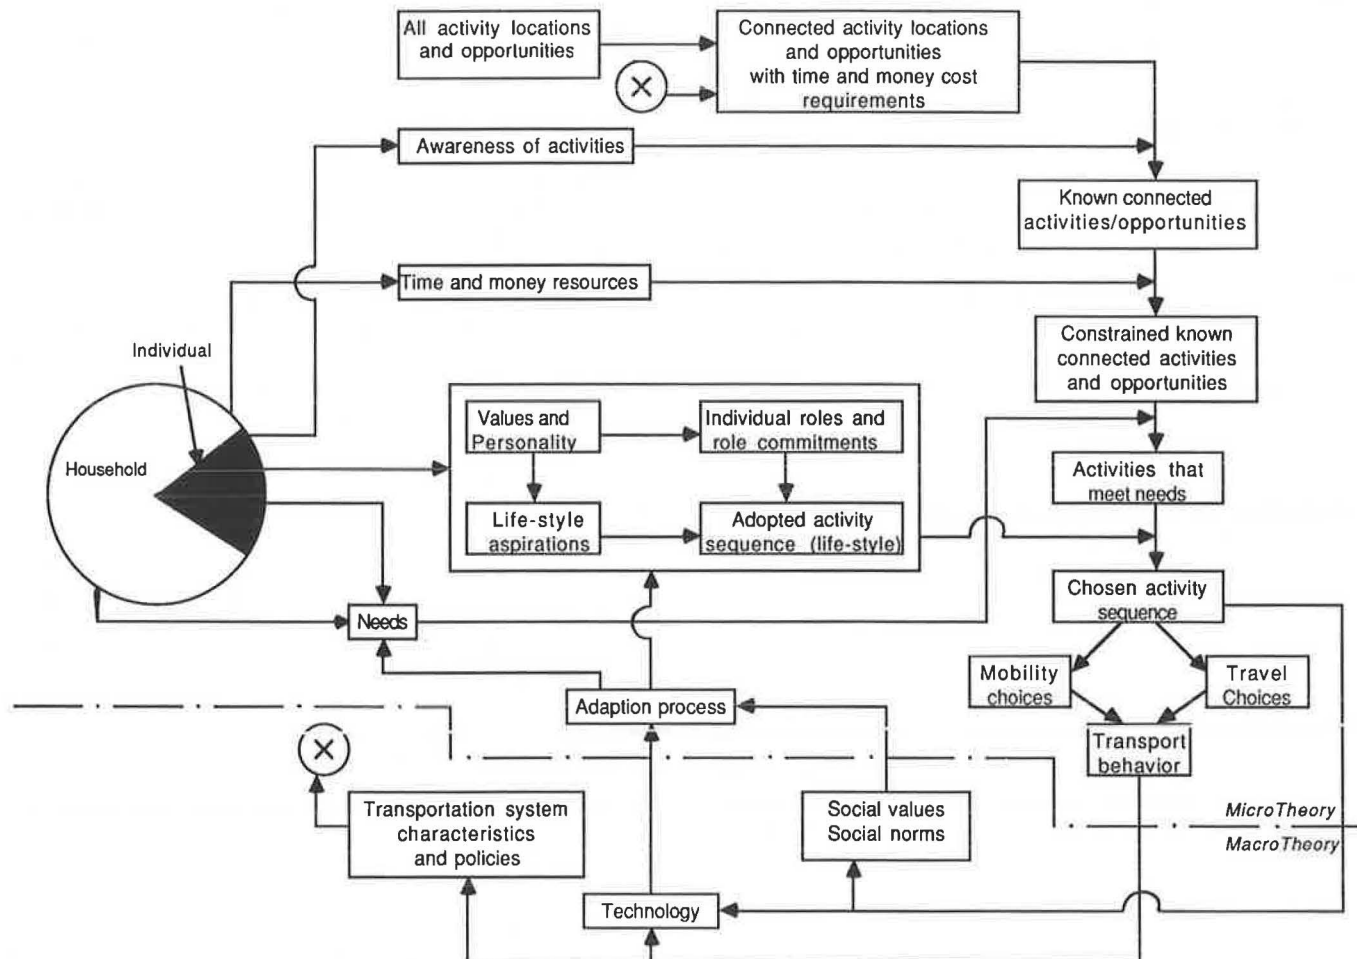 All activity locations
and opportunities
Connected activity locations
and opportunities
with time and money cost
requirements
X
Awareness of activities
Known connected
activities/opportunities
Time and money resources
Constrained known
connected activities
and opportunities
Individual
Household
Values and
Personality
Individual roles and
role commitments
Life-style
aspirations
Adopted activity
sequence (life-style)
Activities that
meet needs
Chosen activity
sequence
Needs
Mobility
choices
Travel
Choices
Adaption process
Transport
behavior
X
Transportation system
characteristics
and policies
Social values
Social norms
MicroTheory
MacroTheory
Technology